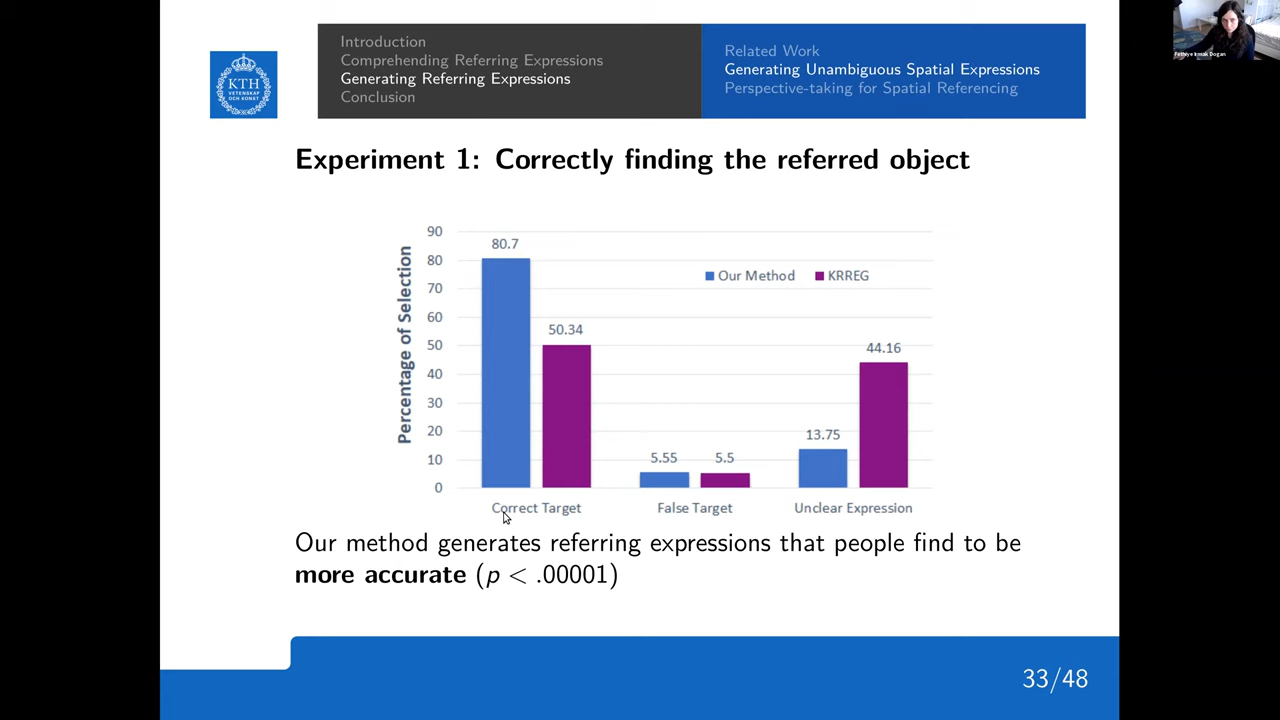 Introduction
Comprehending Referring Expressions
Generating Referring Expressions
Conclusion
Related Work
Generating Unambiguous Spatial Expressions
Perspective-taking for Spatial Referencing
KTH
VETENSKAP
OCH KONST
Fethiye Irmak Dogan
Experiment 1: Correctly finding the referred object
Percentage of Selection
90
80
70
60
50
40
30
20
10
0
80.7
50.34
5.55
5.5
13.75
44.16
Our Method
KRREG
Correct Target
False Target
Unclear Expression
Our method generates referring expressions that people find to be
more accurate (p < .00001)
33/48